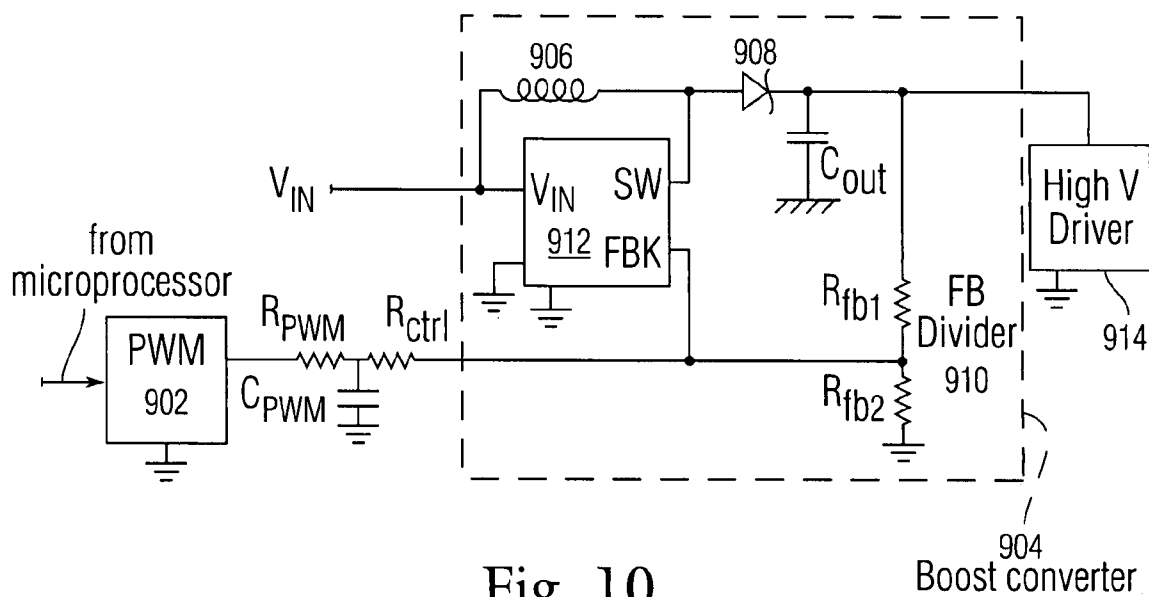 906
908
V_IN
V_IN
SW
912
FBK
C_out
High V
Driver
914
from
microprocessor
PWM
902
R_PWM
R_ctrl
C_PWM
R_fb1
FB
Divider
910
R_fb2
904
Boost converter
Fig. 10